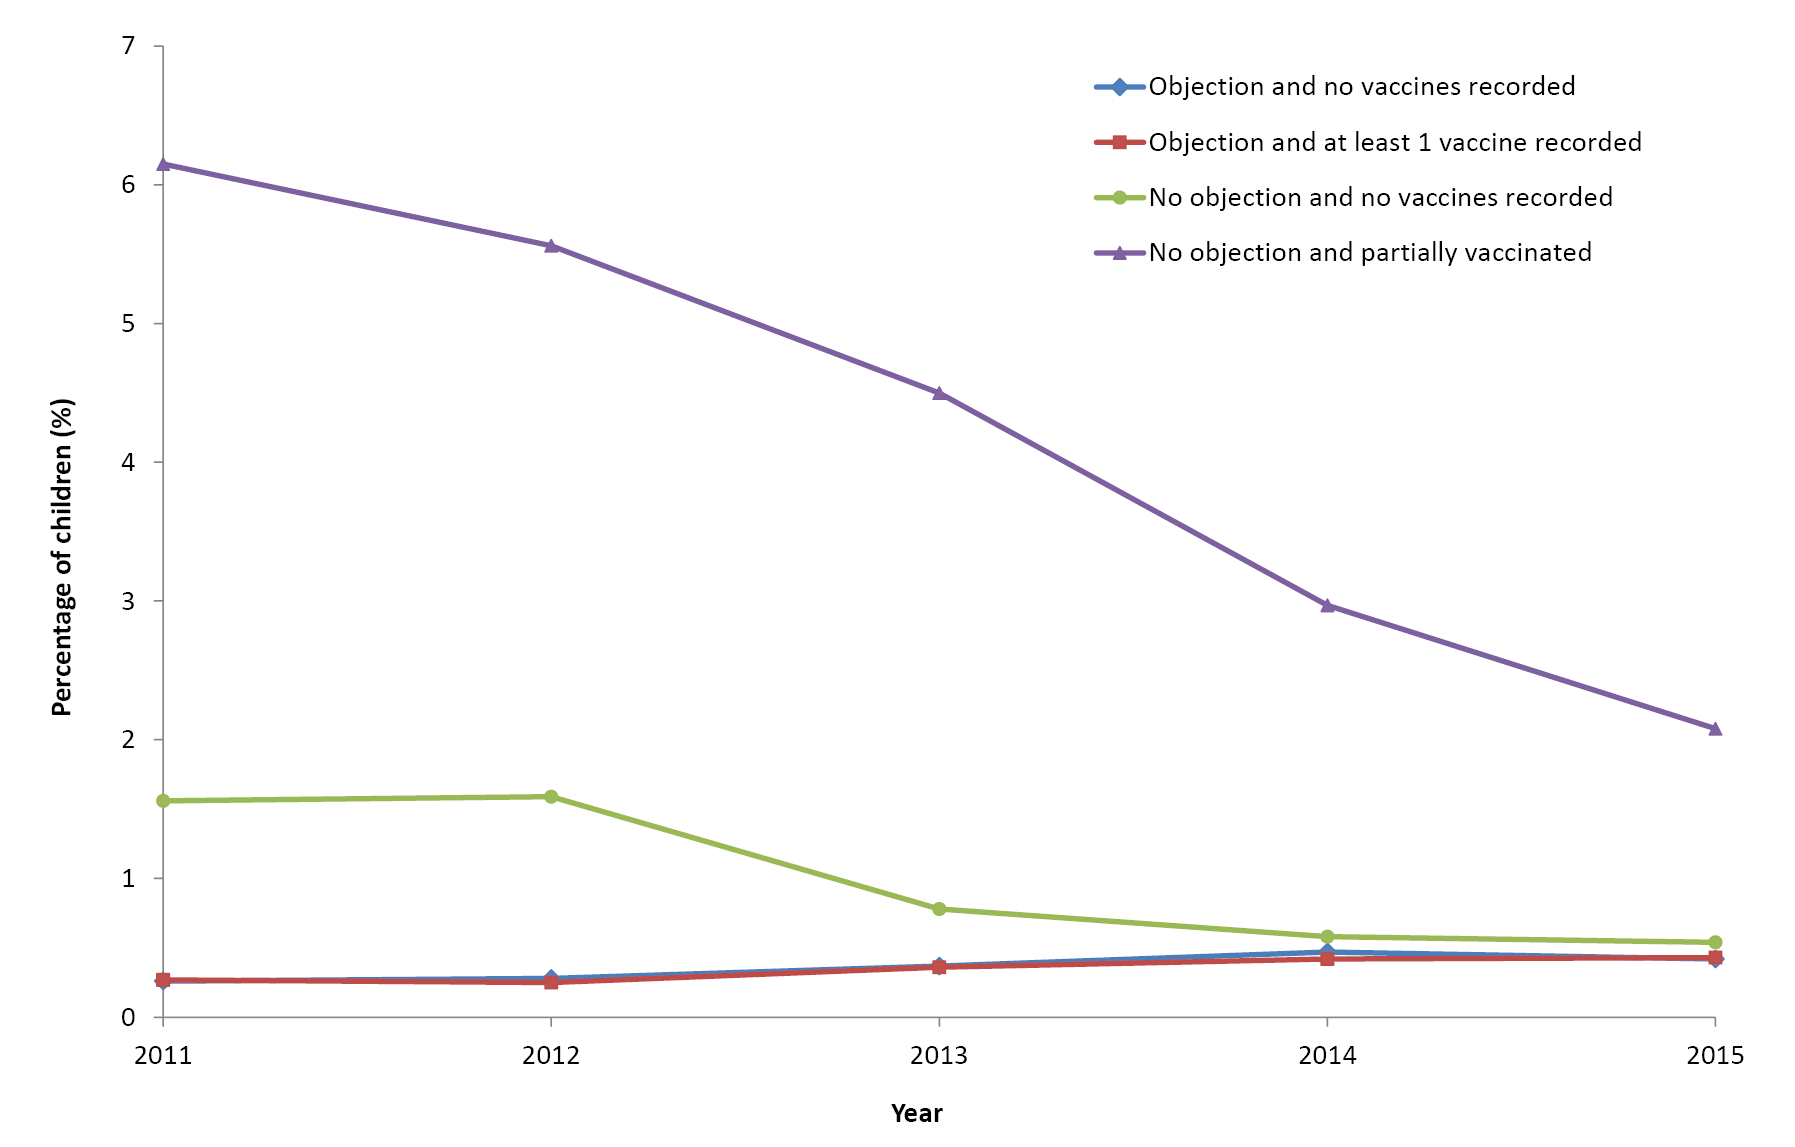 7
6
5
4
3
2
1
0
Percentage of children (%)
Objection and no vaccines recorded
Objection and at least 1 vaccine recorded
No objection and no vaccines recorded
No objection and partially vaccinated
2011 2012 2013 2014 2015
Year